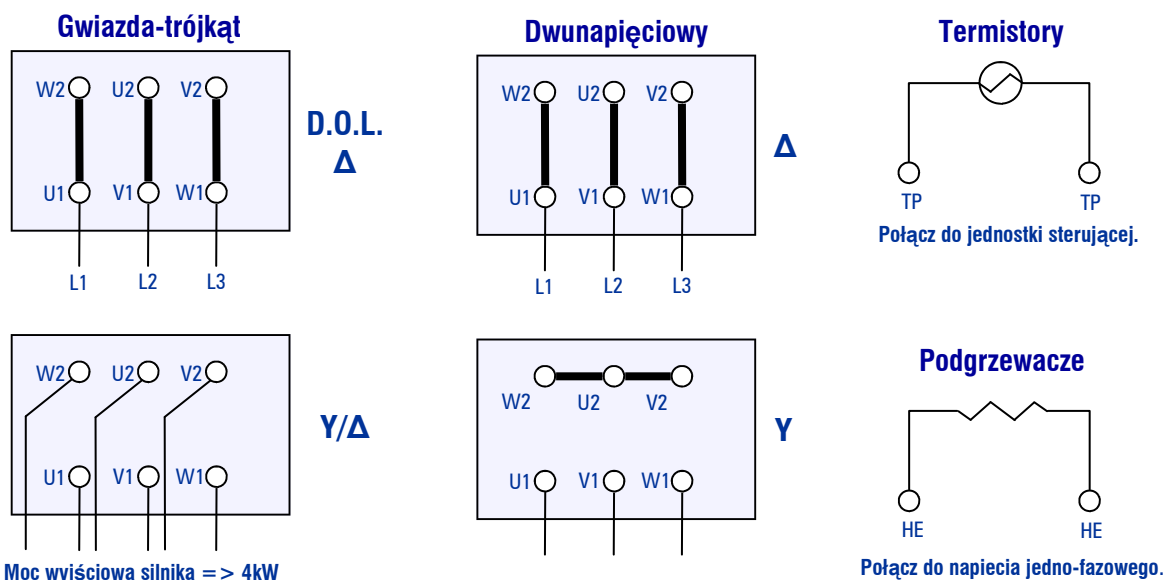 Gwiazda-trójkąt
W2 U2 V2
D.O.L.
Δ
U1 V1 W1
L1 L2 L3
W2 U2 V2
Y/Δ
U1 V1 W1
Moc wyjściowa silnika => 4kW
Dwunapięciowy
W2 U2 V2
Δ
U1 V1 W1
L1 L2 L3
W2 U2 V2
Y
U1 V1 W1
Termistory
TP TP
Połącz do jednostki sterującej.
Podgrzewacze
HE HE
Połącz do napiecia jedno-fazowego.